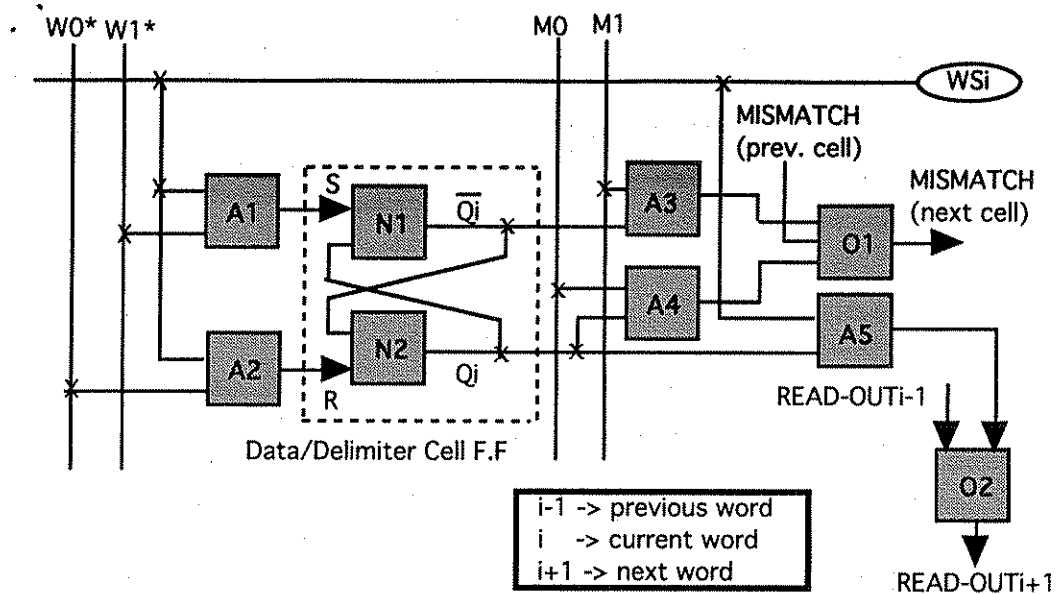 W0* W1*
M0 M1
WSi
MISMATCH
(prev. cell)
MISMATCH
(next cell)
A1
S
N1
Qi
A3
O1
A4
A2
R
N2
Qi
A5
READ-OUTi-1
Data/Delimiter Cell F.F
O2
i-1 -> previous word
i -> current word
i+1 -> next word
READ-OUTi+1